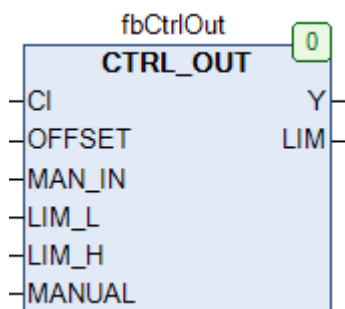 fbCtrlOut
0
CTRL_OUT
CI Y
OFFSET LIM
MAN_IN
LIM_L
LIM_H
MANUAL